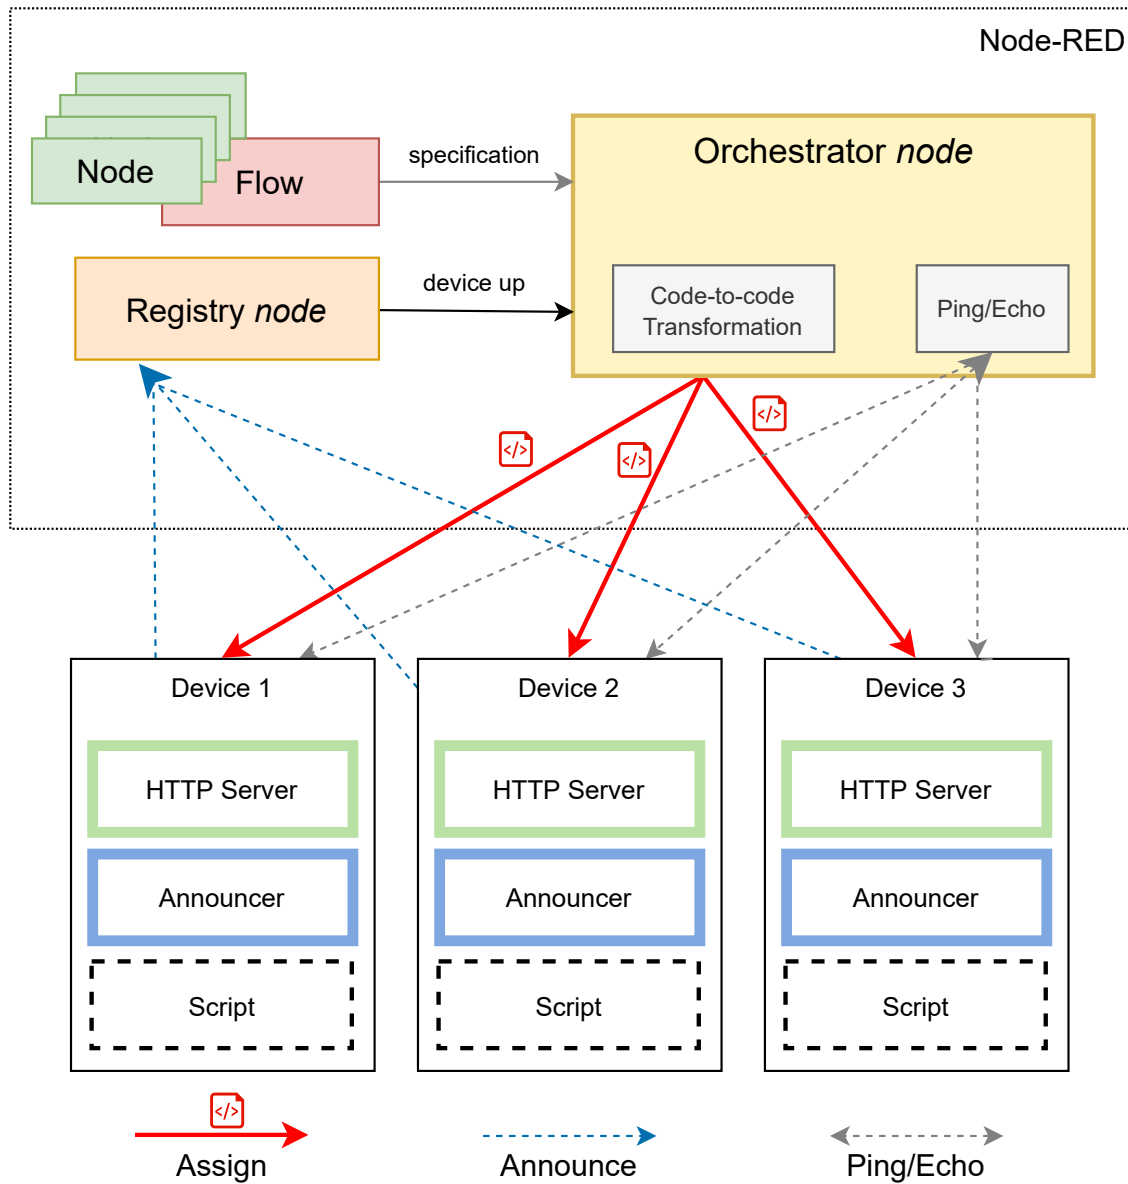 Node-RED
Node
Flow
specification
Orchestrator node
Registry node
device up
Code-to-code
Transformation
Ping/Echo
</>
</>
</>
Device 1
HTTP Server
Announcer
Script
Device 2
HTTP Server
Announcer
Script
Device 3
HTTP Server
Announcer
Script
</>
Assign
Announce
Ping/Echo